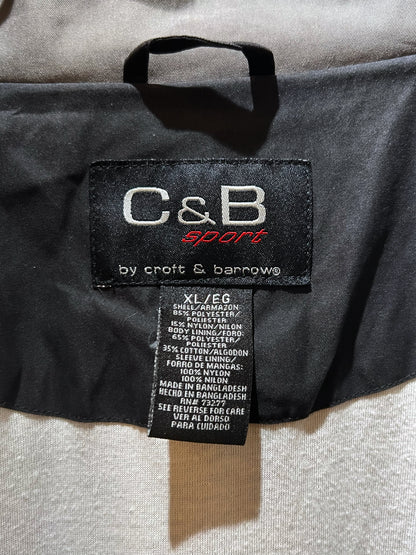 C&B
sport
by croft & barrow®
XL/EG
SHELL/ARMAZON:
85% POLYESTER/
POLIESTER
15% NYLON/NILON
BODY LINING/FORO:
65% POLYESTER/
POLIESTER
35% COTTON/ALGODON
SLEEVE LINING/
FORRO DE MANGAS:
100% NYLON
100% NILON
MADE IN BANGLADESH
HECHO EN BANGLADESH
RN# 73277
SEE REVERSE FOR CARE
VER AL DORSO
PARA CUIDADO